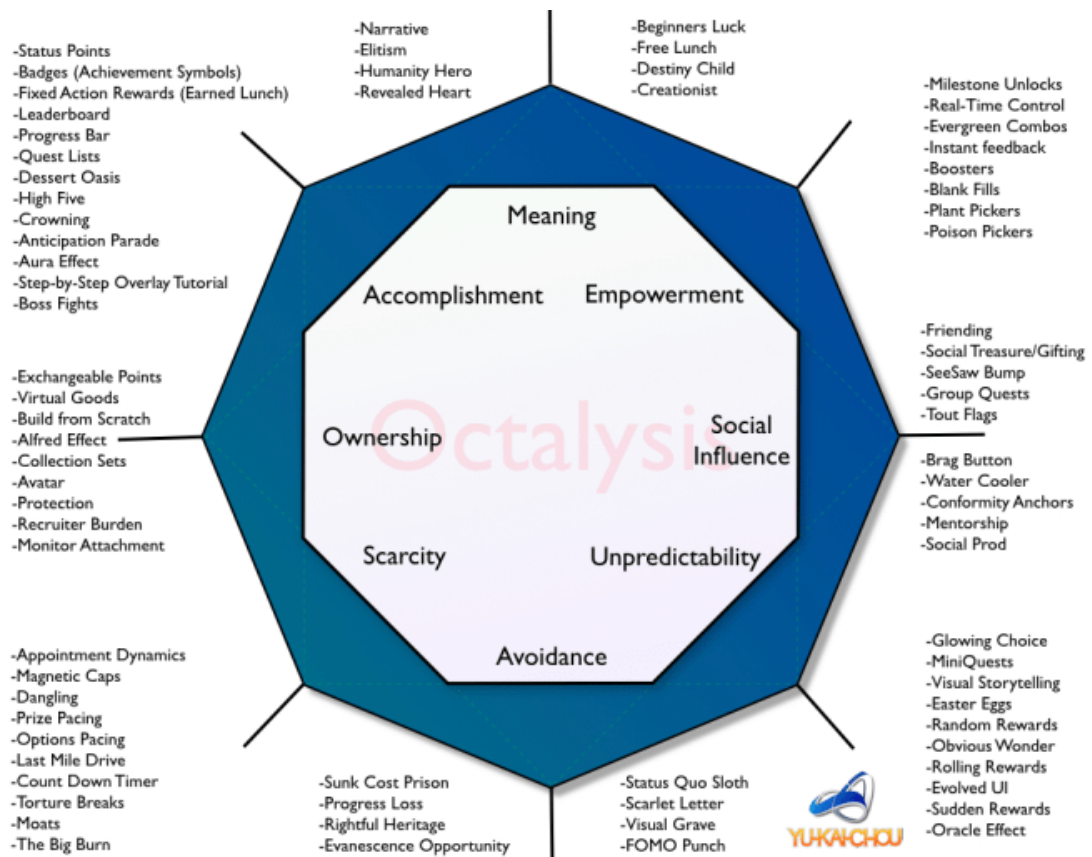 -Narrative
-Elitism
-Humanity Hero
-Revealed Heart
-Beginners Luck
-Free Lunch
-Destiny Child
-Creationist
-Status Points
-Badges (Achievement Symbols)
-Fixed Action Rewards (Earned Lunch)
-Leaderboard
-Progress Bar
-Quest Lists
-Dessert Oasis
-High Five
-Crowning
-Anticipation Parade
-Aura Effect
-Step-by-Step Overlay Tutorial
-Boss Fights
-Milestone Unlocks
-Real-Time Control
-Evergreen Combos
-Instant feedback
-Boosters
-Blank Fills
-Plant Pickers
-Poison Pickers
Meaning
Accomplishment
Empowerment
-Exchangeable Points
-Virtual Goods
-Build from Scratch
-Alfred Effect
-Collection Sets
-Avatar
-Protection
-Recruiter Burden
-Monitor Attachment
Ownership
Octalysis
Social
Influence
-Friending
-Social Treasure/Gifting
-SeeSaw Bump
-Group Quests
-Tout Flags
-Brag Button
-Water Cooler
-Conformity Anchors
-Mentorship
-Social Prod
Scarcity
Unpredictability
Avoidance
-Appointment Dynamics
-Magnetic Caps
-Dangling
-Prize Pacing
-Options Pacing
-Last Mile Drive
-Count Down Timer
-Torture Breaks
-Moats
-The Big Burn
-Sunk Cost Prison
-Progress Loss
-Rightful Heritage
-Evanescence Opportunity
-Status Quo Sloth
-Scarlet Letter
-Visual Grave
-FOMO Punch
YU-KAI-CHOU
-Glowing Choice
-MiniQuests
-Visual Storytelling
-Easter Eggs
-Random Rewards
-Obvious Wonder
-Rolling Rewards
-Evolved UI
-Sudden Rewards
-Oracle Effect